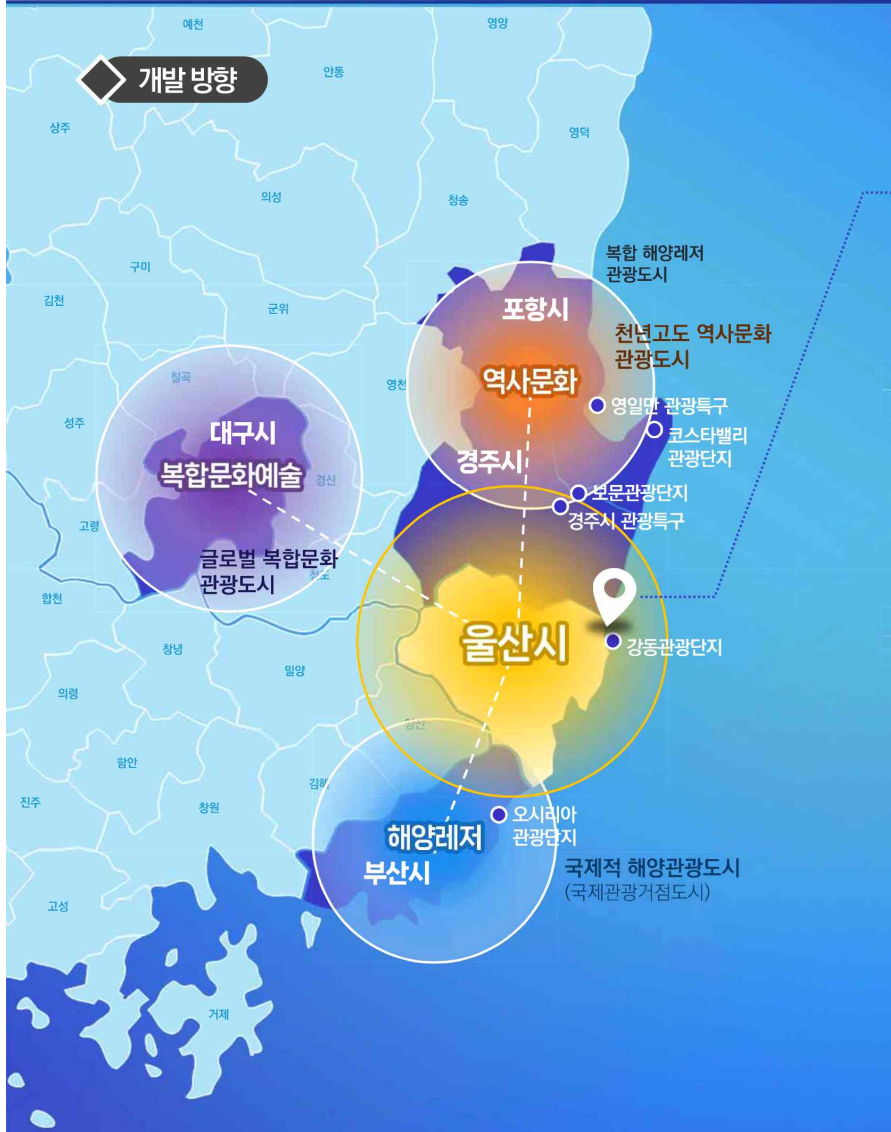 개발 방향
예천
영양
안동
상주
영덕
의성
청송
구미
복합 해양레저
관광도시
김천
군위
포항시
천년고도 역사문화
관광도시
칠곡
영천
역사문화
영일만 관광특구
성주
대구시
코스타밸리
관광단지
경주시
복합문화예술
경산
보문관광단지
고령
경주시 관광특구
글로벌 복합문화
관광도시
청도
합천
울산시
강동관광단지
창녕
밀양
의령
양산
함안
김해
진주
창원
오시리아
관광단지
해양레저
부산시
국제적 해양관광도시
(국제관광거점도시)
고성
거제